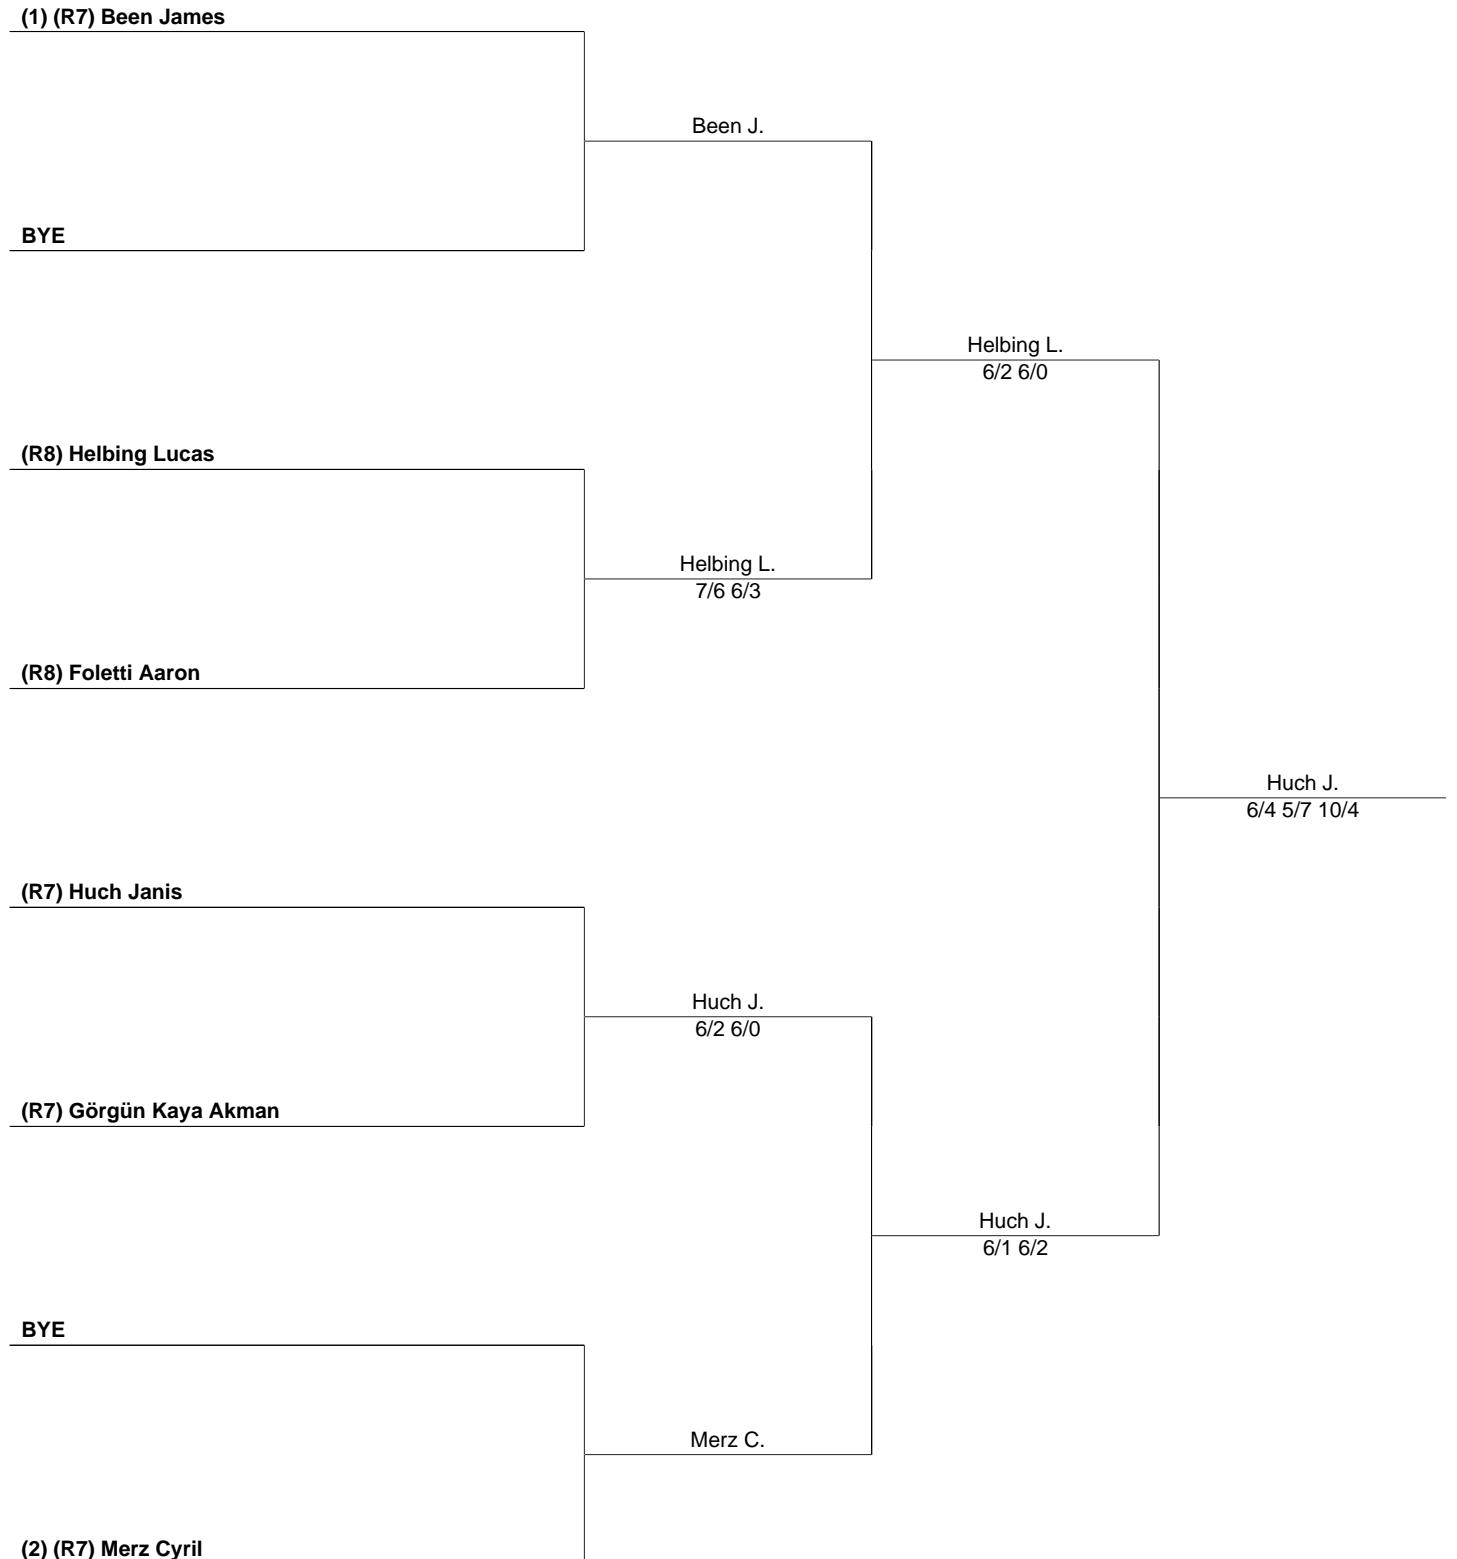 (1) (R7) Been James
Been J.
BYE
Helbing L.
6/2 6/0
(R8) Helbing Lucas
Helbing L.
7/6 6/3
(R8) Foletti Aaron
Huch J.
6/4 5/7 10/4
(R7) Huch Janis
Huch J.
6/2 6/0
(R7) Görgün Kaya Akman
Huch J.
6/1 6/2
BYE
Merz C.
(2) (R7) Merz Cyril